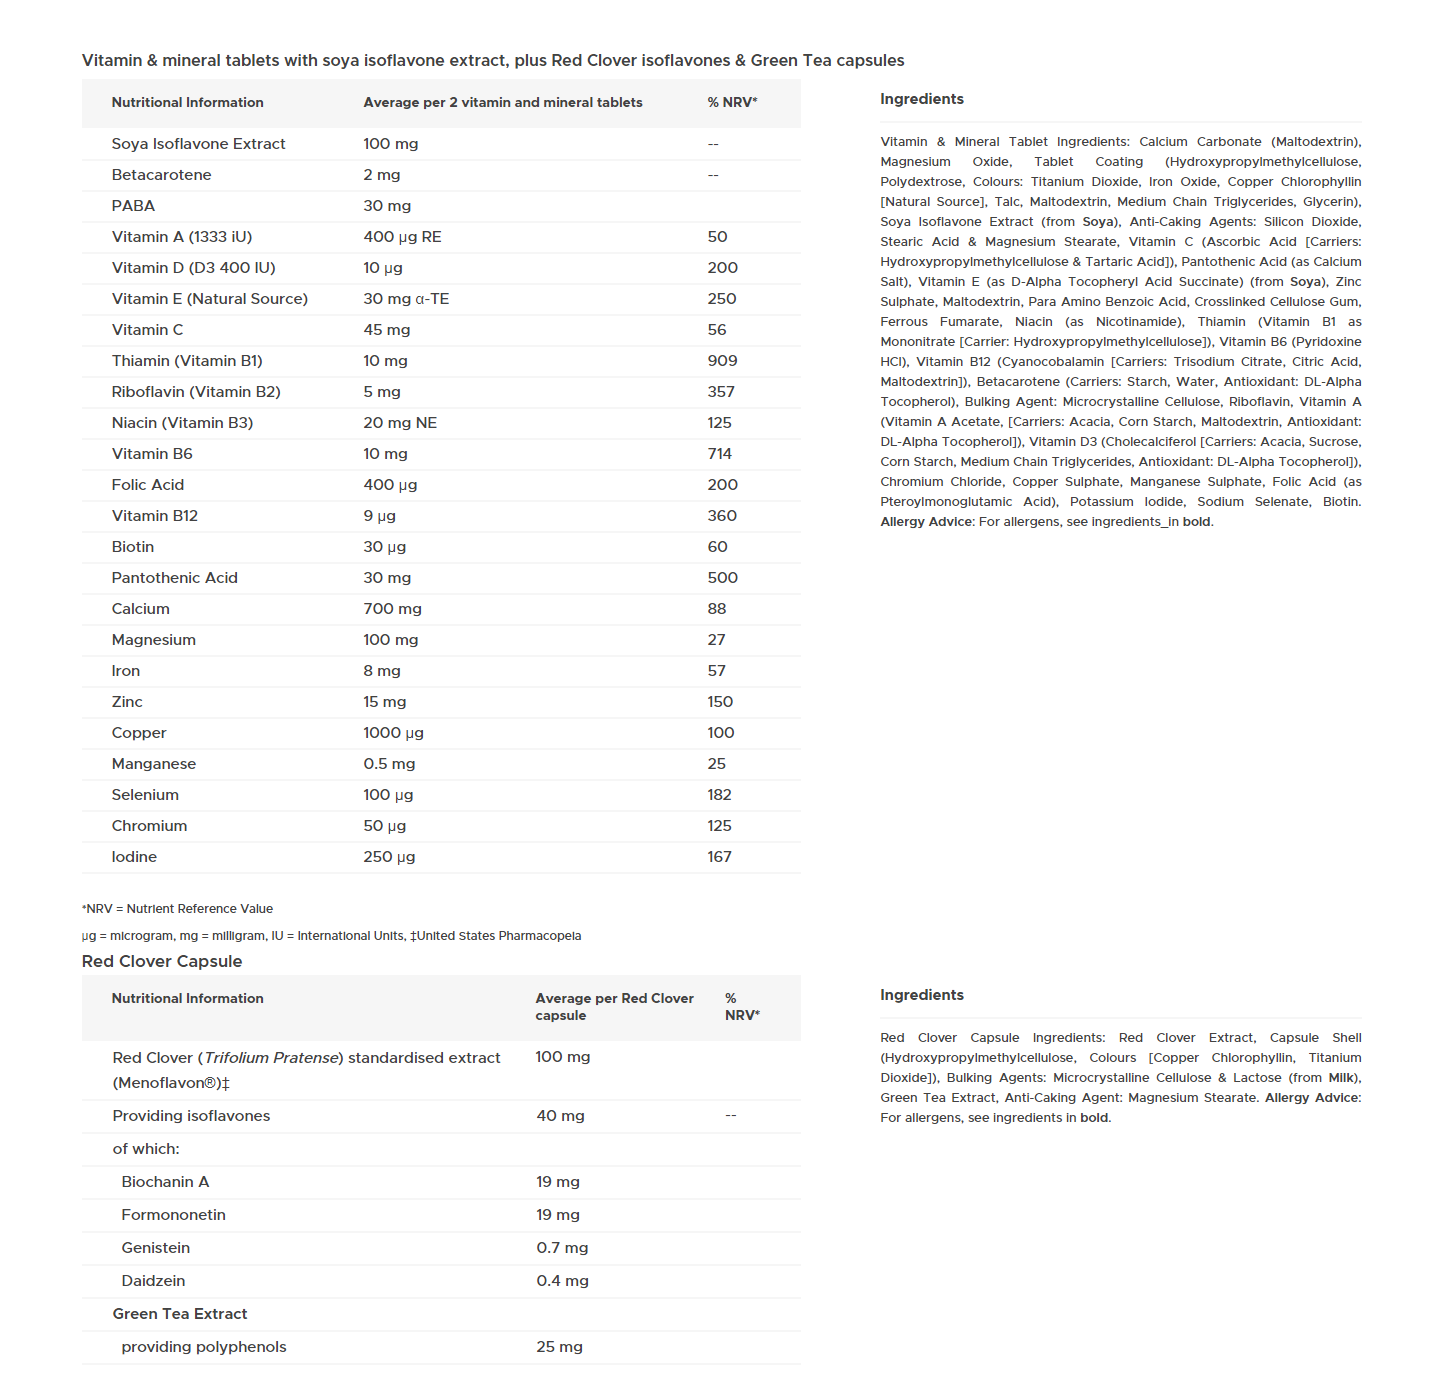 Vitamin & mineral tablets with soya isoflavone extract, plus Red Clover isoflavones & Green Tea capsules
Nutritional Information Average per 2 vitamin and mineral tablets % NRV*
Soya Isoflavone Extract 100 mg --
Betacarotene 2 mg --
PABA 30 mg
Vitamin A (1333 iU) 400 µg RE 50
Vitamin D (D3 400 IU) 10 µg 200
Vitamin E (Natural Source) 30 mg α-TE 250
Vitamin C 45 mg 56
Thiamin (Vitamin B1) 10 mg 909
Riboflavin (Vitamin B2) 5 mg 357
Niacin (Vitamin B3) 20 mg NE 125
Vitamin B6 10 mg 714
Folic Acid 400 µg 200
Vitamin B12 9 µg 360
Biotin 30 µg 60
Pantothenic Acid 30 mg 500
Calcium 700 mg 88
Magnesium 100 mg 27
Iron 8 mg 57
Zinc 15 mg 150
Copper 1000 µg 100
Manganese 0.5 mg 25
Selenium 100 µg 182
Chromium 50 µg 125
Iodine 250 µg 167
Ingredients
Vitamin & Mineral Tablet Ingredients: Calcium Carbonate (Maltodextrin),
Magnesium Oxide, Tablet Coating (Hydroxypropylmethylcellulose,
Polydextrose, Colours: Titanium Dioxide, Iron Oxide, Copper Chlorophyllin
[Natural Source], Talc, Maltodextrin, Medium Chain Triglycerides, Glycerin),
Soya Isoflavone Extract (from Soya), Anti-Caking Agents: Silicon Dioxide,
Stearic Acid & Magnesium Stearate, Vitamin C (Ascorbic Acid [Carriers:
Hydroxypropylmethylcellulose & Tartaric Acid]), Pantothenic Acid (as Calcium
Salt), Vitamin E (as D-Alpha Tocopheryl Acid Succinate) (from Soya), Zinc
Sulphate, Maltodextrin, Para Amino Benzoic Acid, Crosslinked Cellulose Gum,
Ferrous Fumarate, Niacin (as Nicotinamide), Thiamin (Vitamin B1 as
Mononitrate [Carrier: Hydroxypropylmethylcellulose]), Vitamin B6 (Pyridoxine
HCl), Vitamin B12 (Cyanocobalamin [Carriers: Trisodium Citrate, Citric Acid,
Maltodextrin]), Betacarotene (Carriers: Starch, Water, Antioxidant: DL-Alpha
Tocopherol), Bulking Agent: Microcrystalline Cellulose, Riboflavin, Vitamin A
(Vitamin A Acetate, [Carriers: Acacia, Corn Starch, Maltodextrin, Antioxidant:
DL-Alpha Tocopherol]), Vitamin D3 (Cholecalciferol [Carriers: Acacia, Sucrose,
Corn Starch, Medium Chain Triglycerides, Antioxidant: DL-Alpha Tocopherol]),
Chromium Chloride, Copper Sulphate, Manganese Sulphate, Folic Acid (as
Pteroylmonoglutamic Acid), Potassium Iodide, Sodium Selenate, Biotin.
Allergy Advice: For allergens, see ingredients_in bold.
*NRV = Nutrient Reference Value
µg = microgram, mg = milligram, IU = International Units, ‡United States Pharmacopeia
Red Clover Capsule
Nutritional Information Average per Red Clover %
capsule NRV*
Red Clover (Trifolium Pratense) standardised extract 100 mg
(Menoflavon®)‡
Providing isoflavones 40 mg --
of which:
Biochanin A 19 mg
Formononetin 19 mg
Genistein 0.7 mg
Daidzein 0.4 mg
Green Tea Extract
providing polyphenols 25 mg
Ingredients
Red Clover Capsule Ingredients: Red Clover Extract, Capsule Shell
(Hydroxypropylmethylcellulose, Colours [Copper Chlorophyllin, Titanium
Dioxide]), Bulking Agents: Microcrystalline Cellulose & Lactose (from Milk),
Green Tea Extract, Anti-Caking Agent: Magnesium Stearate. Allergy Advice:
For allergens, see ingredients in bold.